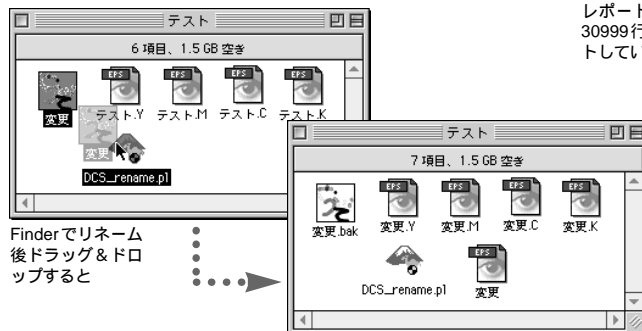 テスト
6 項目、1.5 GB 空き
EPS EPS EPS EPS
変更 テスト.Y テスト.M テスト.C テスト.K
変更
DCS_rename.pl
Finderでリネーム
後ドラッグ&ドロ
ップすると
テスト
7 項目、1.5 GB 空き
EPS EPS EPS EPS
変更.bak 変更.Y 変更.M 変更.C 変更.K
EPS
DCS_rename.pl 変更
レポート
30999行
トしてい